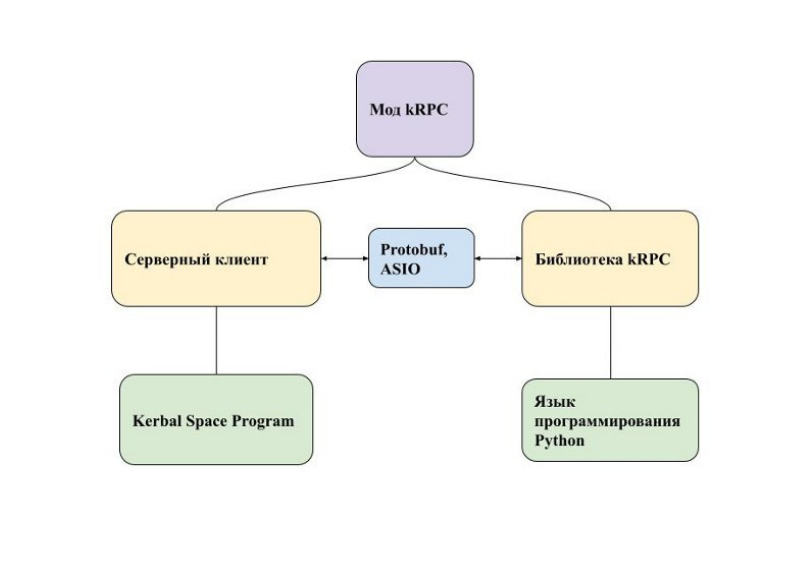 Мод kRPC
Серверный клиент
Protobuf,
ASIO
Библиотека kRPC
Kerbal Space Program
Язык
программирования
Python